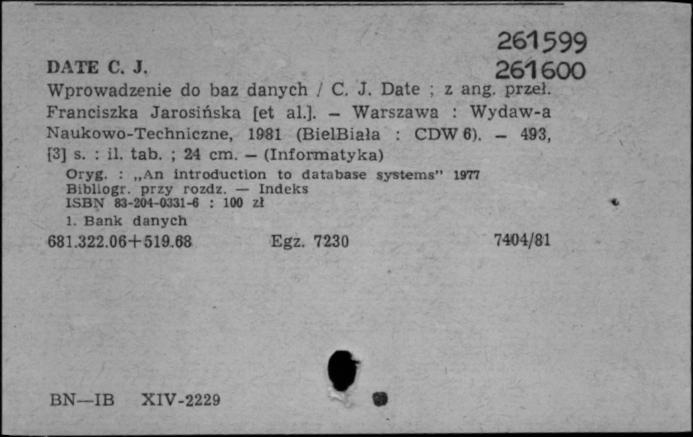 261599
DATE C. J. 261600
Wprowadzenie do baz danych / C. J. Date ; z ang. przeł.
Franciszka Jarosińska [et al.]. — Warszawa : Wydaw-a
Naukowo-Techniczne, 1981 (BielBiała : CDW 6). — 493,
[3] s. : il. tab. ; 24 cm. — (Informatyka)
Oryg. : „An introduction to database systems” 1977
Bibliogr. przy rozdz. — Indeks
ISBN 83-204-0331-6 : 100 zł
1. Bank danych
681.322.06+519.68 Egz. 7230 7404/81
BN—IB XIV-2229